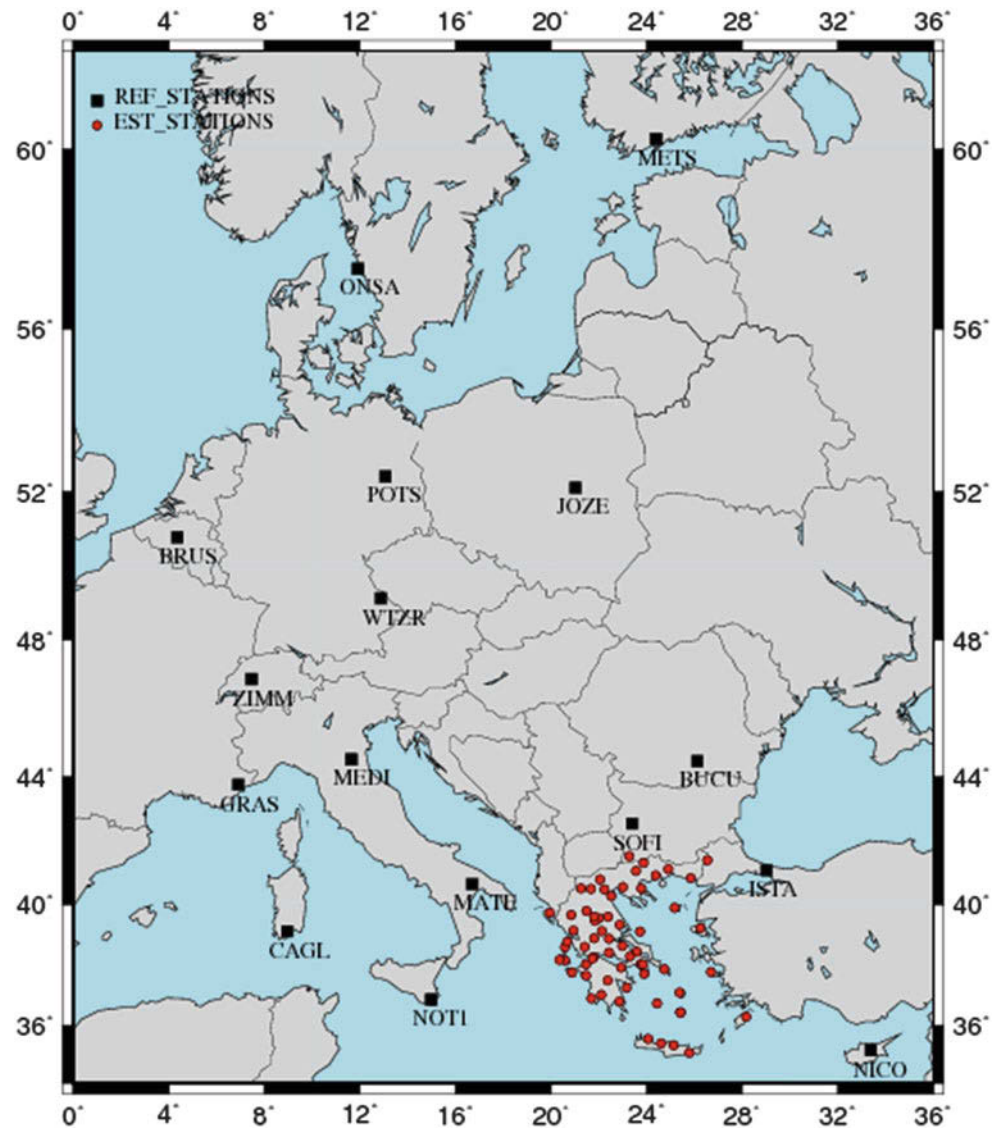 0° 4° 8° 12° 16° 20° 24° 28° 32° 36°
REF_STATIONS
EST_STATIONS
60° 60°
METS
ONSA
56° 56°
POTS
JOZE
52° 52°
BRUS
WTZR
48° 48°
ZIMM
MEDI
BUCU
44° 44°
GRAS
SOFI
ISTA
MATE
40° 40°
CAGL
NOT1
36° 36°
NICO
0° 4° 8° 12° 16° 20° 24° 28° 32° 36°